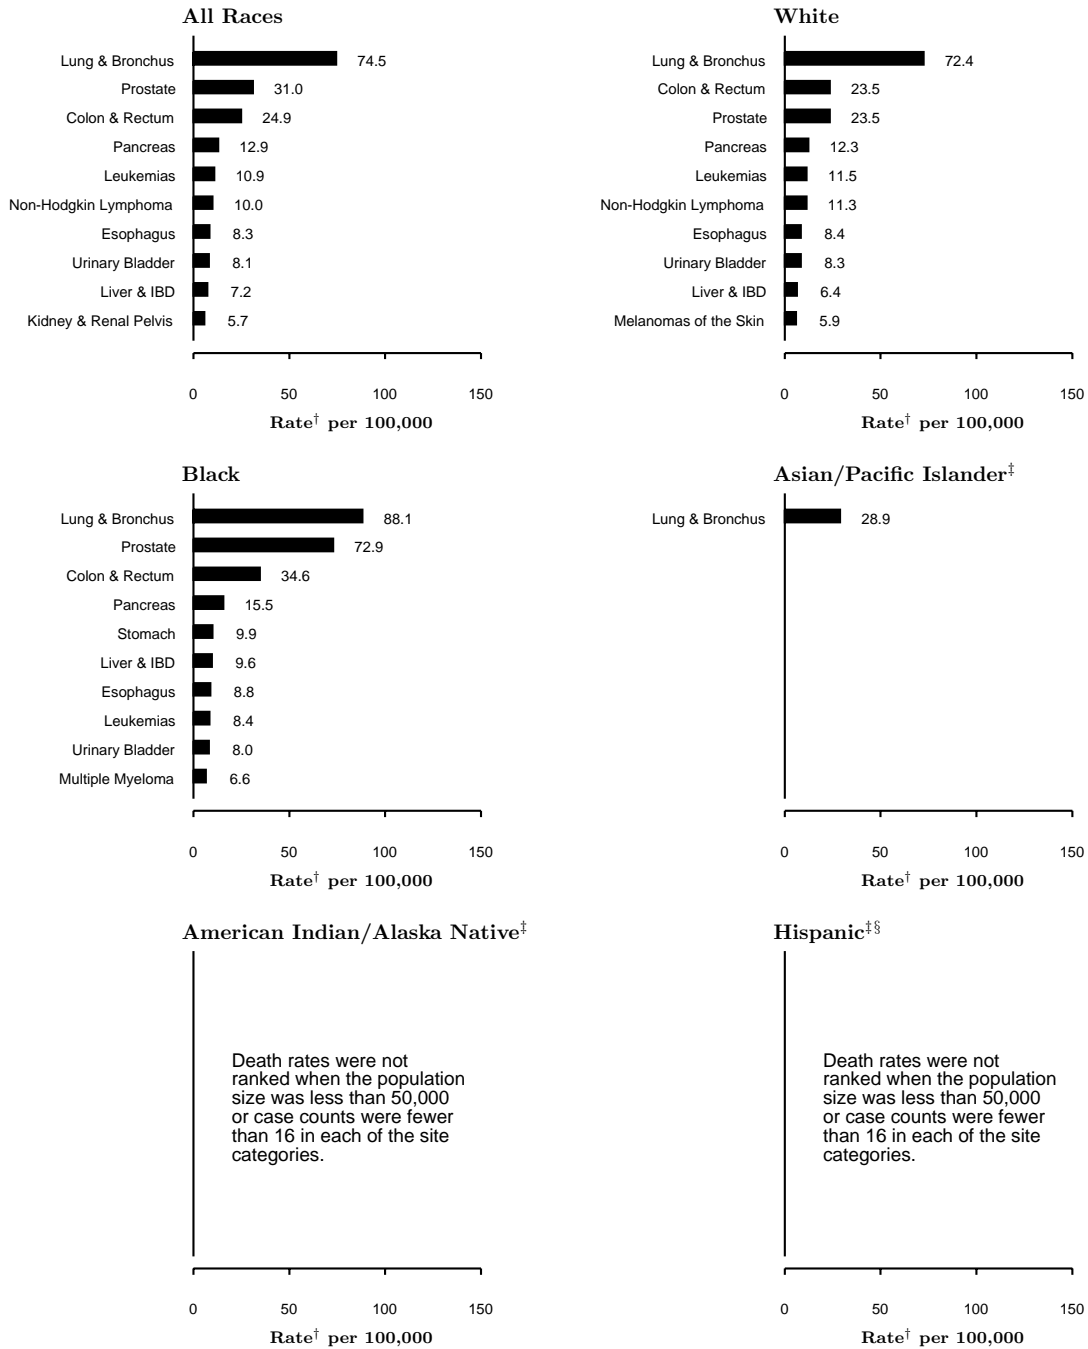 All Races
Lung & Bronchus 74.5
Prostate 31.0
Colon & Rectum 24.9
Pancreas 12.9
Leukemias 10.9
Non-Hodgkin Lymphoma 10.0
Esophagus 8.3
Urinary Bladder 8.1
Liver & IBD 7.2
Kidney & Renal Pelvis 5.7
0 50 100 150
Rate† per 100,000
White
Lung & Bronchus 72.4
Colon & Rectum 23.5
Prostate 23.5
Pancreas 12.3
Leukemias 11.5
Non-Hodgkin Lymphoma 11.3
Esophagus 8.4
Urinary Bladder 8.3
Liver & IBD 6.4
Melanomas of the Skin 5.9
0 50 100 150
Rate† per 100,000
Black
Lung & Bronchus 88.1
Prostate 72.9
Colon & Rectum 34.6
Pancreas 15.5
Stomach 9.9
Liver & IBD 9.6
Esophagus 8.8
Leukemias 8.4
Urinary Bladder 8.0
Multiple Myeloma 6.6
0 50 100 150
Rate† per 100,000
Asian/Pacific Islander‡
Lung & Bronchus 28.9
0 50 100 150
Rate† per 100,000
American Indian/Alaska Native‡
Death rates were not
ranked when the population
size was less than 50,000
or case counts were fewer
than 16 in each of the site
categories.
0 50 100 150
Rate† per 100,000
Hispanic‡§
Death rates were not
ranked when the population
size was less than 50,000
or case counts were fewer
than 16 in each of the site
categories.
0 50 100 150
Rate† per 100,000